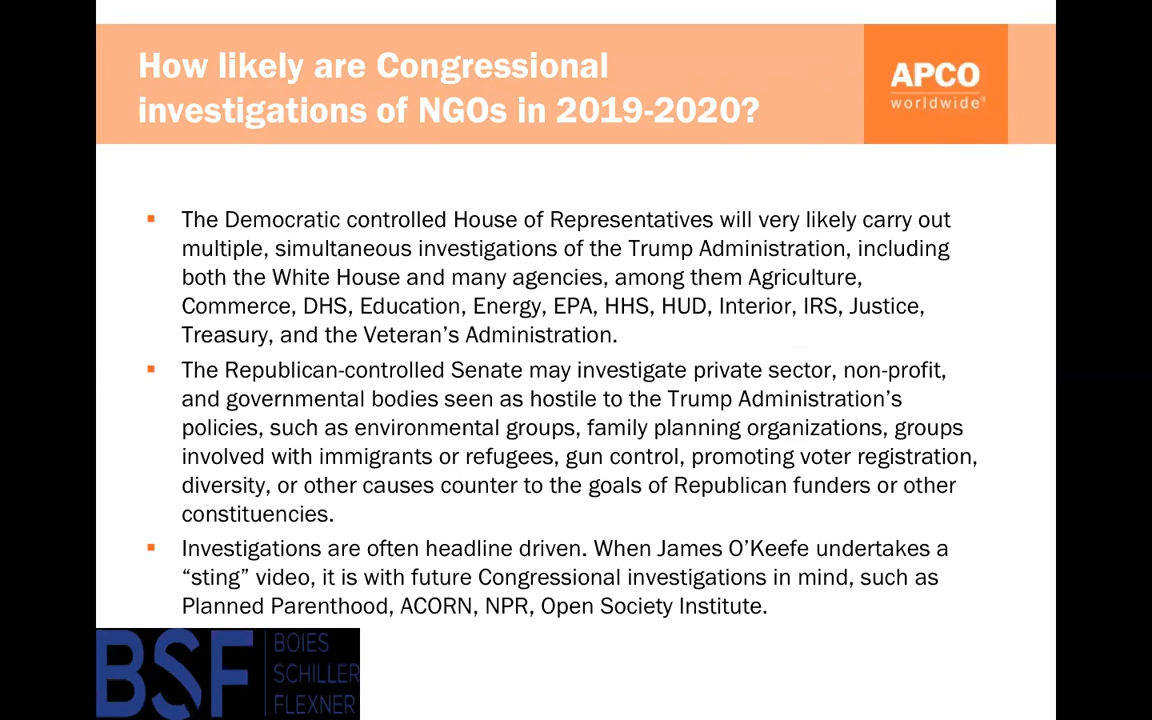 How likely are Congressional
investigations of NGOs in 2019-2020?
APCO
worldwide®
▪ The Democratic controlled House of Representatives will very likely carry out
multiple, simultaneous investigations of the Trump Administration, including
both the White House and many agencies, among them Agriculture,
Commerce, DHS, Education, Energy, EPA, HHS, HUD, Interior, IRS, Justice,
Treasury, and the Veteran’s Administration.
▪ The Republican-controlled Senate may investigate private sector, non-profit,
and governmental bodies seen as hostile to the Trump Administration’s
policies, such as environmental groups, family planning organizations, groups
involved with immigrants or refugees, gun control, promoting voter registration,
diversity, or other causes counter to the goals of Republican funders or other
constituencies.
▪ Investigations are often headline driven. When James O’Keefe undertakes a
“sting” video, it is with future Congressional investigations in mind, such as
Planned Parenthood, ACORN, NPR, Open Society Institute.
BSF
BOIES
SCHILLER
FLEXNER